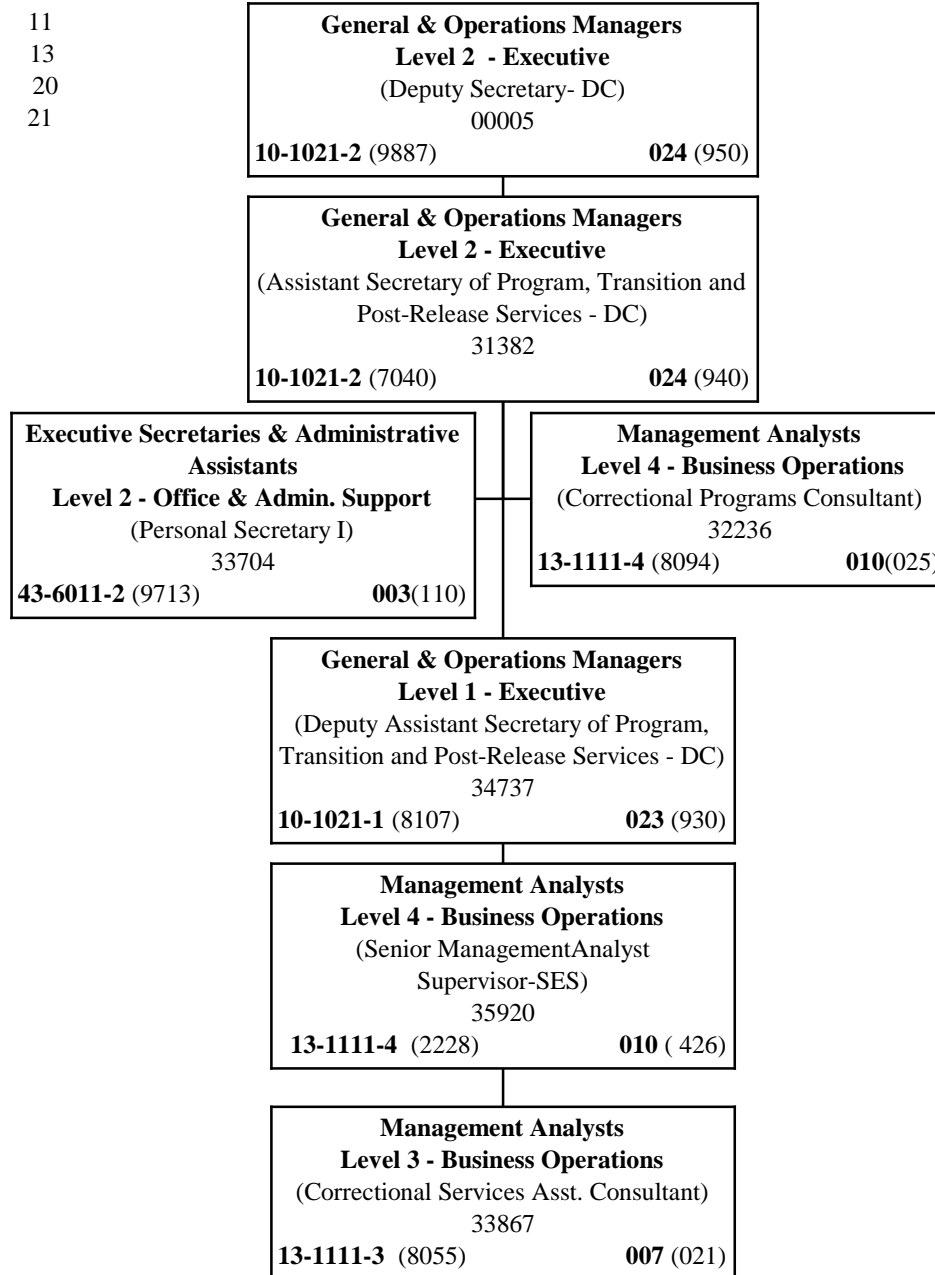 11
13
20
21
General & Operations Managers
Level 2 - Executive
(Deputy Secretary- DC)
00005
10-1021-2 (9887) 024 (950)
General & Operations Managers
Level 2 - Executive
(Assistant Secretary of Program, Transition and
Post-Release Services - DC)
31382
10-1021-2 (7040) 024 (940)
Executive Secretaries & Administrative
Assistants
Level 2 - Office & Admin. Support
(Personal Secretary I)
33704
43-6011-2 (9713) 003(110)
Management Analysts
Level 4 - Business Operations
(Correctional Programs Consultant)
32236
13-1111-4 (8094) 010(025)
General & Operations Managers
Level 1 - Executive
(Deputy Assistant Secretary of Program,
Transition and Post-Release Services - DC)
34737
10-1021-1 (8107) 023 (930)
Management Analysts
Level 4 - Business Operations
(Senior ManagementAnalyst
Supervisor-SES)
35920
13-1111-4 (2228) 010 ( 426)
Management Analysts
Level 3 - Business Operations
(Correctional Services Asst. Consultant)
33867
13-1111-3 (8055) 007 (021)